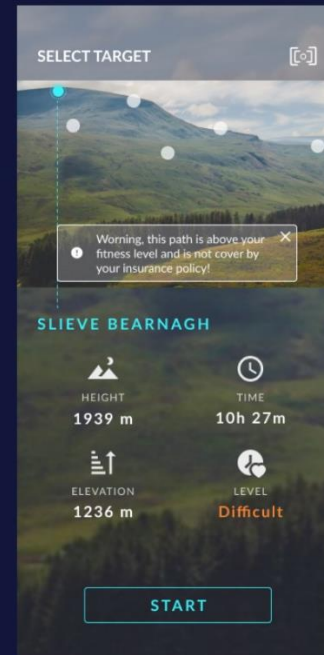 SELECT TARGET
Worning, this path is above your
fitness level and is not cover by
your insurance policy!
SLIEVE BEARNAGH
HEIGHT
1939 m
TIME
10h 27m
ELEVATION
1236 m
LEVEL
Difficult
START